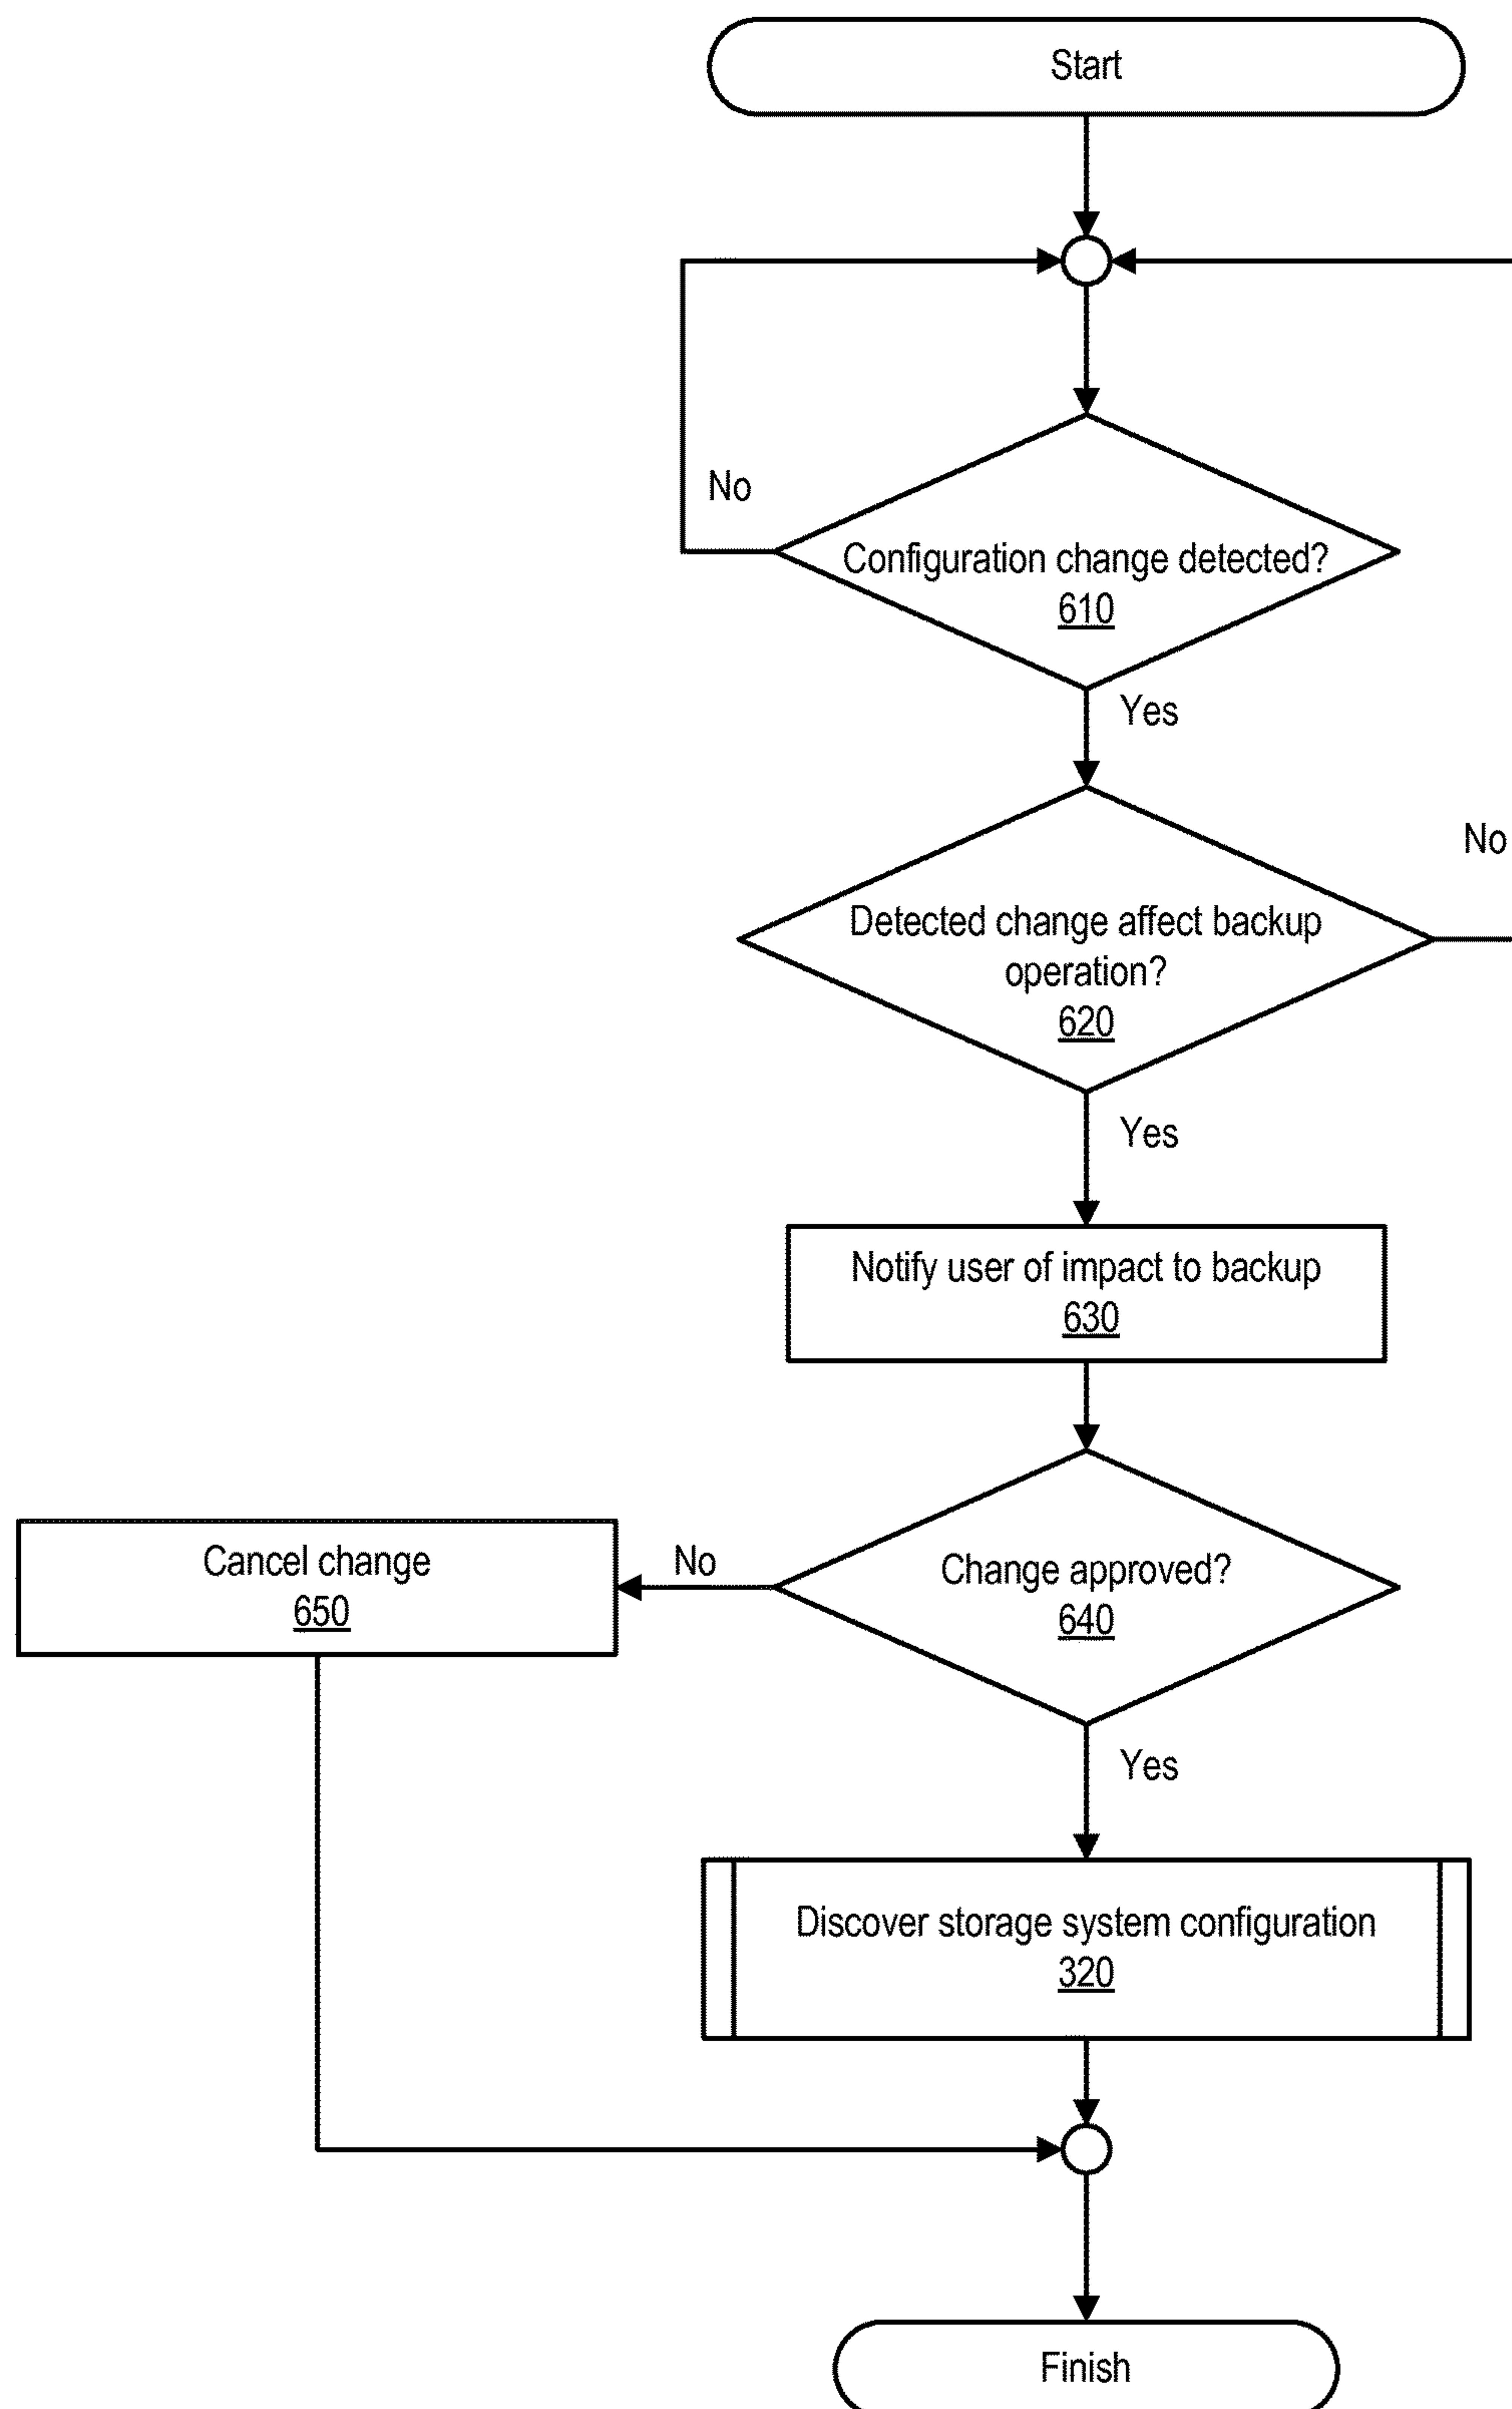 Start
No
Configuration change detected?
610
Yes
No
Detected change affect backup
operation?
620
Yes
Notify user of impact to backup
630
Cancel change
650
No
Change approved?
640
Yes
Discover storage system configuration
320
Finish